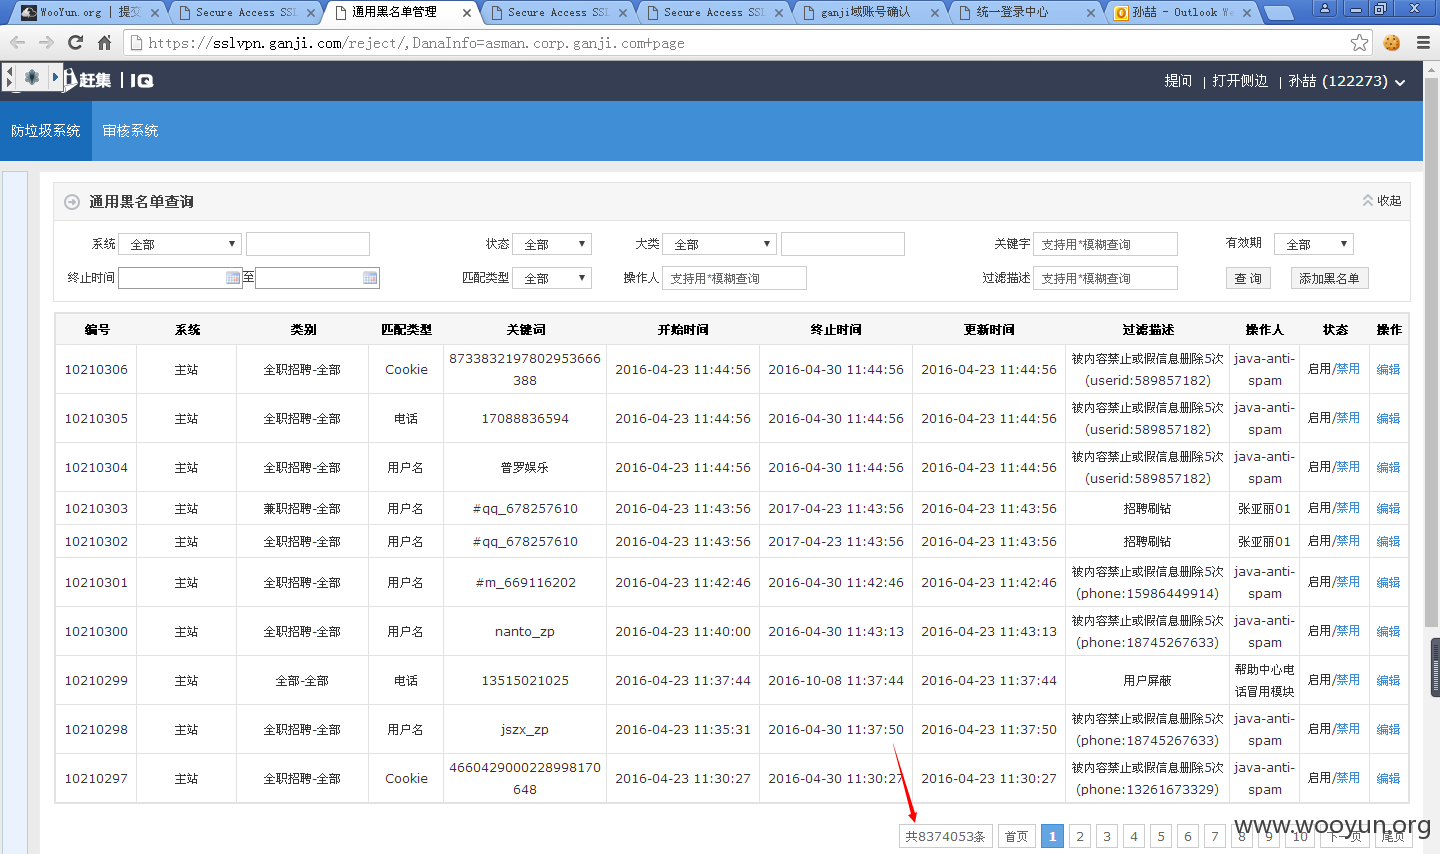 WooYun.org | 提交
Secure Access SSL
通用黑名单管理
Secure Access SSL
Secure Access SSL
ganji域账号确认
统一登录中心
孙喆 - Outlook We
https://sslvpn.ganji.com/reject/,DanaInfo=asman.corp.ganji.com+page
赶集 | IQ
提问 | 打开侧边 | 孙喆 (122273)
防垃圾系统 审核系统
通用黑名单查询 收起
系统 全部 状态 全部 大类 全部 关键字 支持用*模糊查询 有效期 全部
终止时间 至 匹配类型 全部 操作人 支持用*模糊查询 过滤描述 支持用*模糊查询 查 询 添加黑名单
编号 系统 类别 匹配类型 关键词 开始时间 终止时间 更新时间 过滤描述 操作人 状态 操作
10210306 主站 全职招聘-全部 Cookie 8733832197802953666388 2016-04-23 11:44:56 2016-04-30 11:44:56 2016-04-23 11:44:56 被内容禁止或假信息删除5次(userid:589857182) java-anti-spam 启用/禁用 编辑
10210305 主站 全职招聘-全部 电话 17088836594 2016-04-23 11:44:56 2016-04-30 11:44:56 2016-04-23 11:44:56 被内容禁止或假信息删除5次(userid:589857182) java-anti-spam 启用/禁用 编辑
10210304 主站 全职招聘-全部 用户名 普罗娱乐 2016-04-23 11:44:56 2016-04-30 11:44:56 2016-04-23 11:44:56 被内容禁止或假信息删除5次(userid:589857182) java-anti-spam 启用/禁用 编辑
10210303 主站 兼职招聘-全部 用户名 #qq_678257610 2016-04-23 11:43:56 2017-04-23 11:43:56 2016-04-23 11:43:56 招聘刷钻 张亚丽01 启用/禁用 编辑
10210302 主站 全职招聘-全部 用户名 #qq_678257610 2016-04-23 11:43:56 2017-04-23 11:43:56 2016-04-23 11:43:56 招聘刷钻 张亚丽01 启用/禁用 编辑
10210301 主站 全职招聘-全部 用户名 #m_669116202 2016-04-23 11:42:46 2016-04-30 11:42:46 2016-04-23 11:42:46 被内容禁止或假信息删除5次(phone:15986449914) java-anti-spam 启用/禁用 编辑
10210300 主站 全职招聘-全部 用户名 nanto_zp 2016-04-23 11:40:00 2016-04-30 11:43:13 2016-04-23 11:43:13 被内容禁止或假信息删除5次(phone:18745267633) java-anti-spam 启用/禁用 编辑
10210299 主站 全部-全部 电话 13515021025 2016-04-23 11:37:44 2016-10-08 11:37:44 2016-04-23 11:37:44 用户屏蔽 帮助中心电话冒用模块 启用/禁用 编辑
10210298 主站 全职招聘-全部 用户名 jszx_zp 2016-04-23 11:35:31 2016-04-30 11:37:50 2016-04-23 11:37:50 被内容禁止或假信息删除5次(phone:18745267633) java-anti-spam 启用/禁用 编辑
10210297 主站 全职招聘-全部 Cookie 4660429000228998170648 2016-04-23 11:30:27 2016-04-30 11:30:27 2016-04-23 11:30:27 被内容禁止或假信息删除5次(phone:13261673329) java-anti-spam 启用/禁用 编辑
共8374053条 首页 1 2 3 4 5 6 7 8 9 10 下一页 尾页
www.wooyun.org